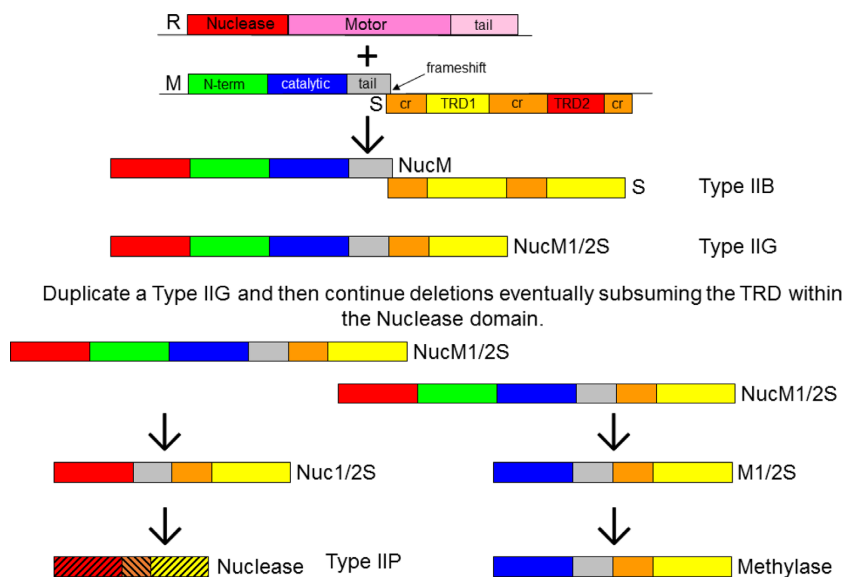 R Nuclease Motor tail
+
frameshift
M N-term catalytic tail
S cr TRD1 cr TRD2 cr
NucM
S Type IIB
NucM1/2S Type IIG
Duplicate a Type IIG and then continue deletions eventually subsuming the TRD within
the Nuclease domain.
NucM1/2S
NucM1/2S
Nuc1/2S M1/2S
Nuclease Type IIP Methylase